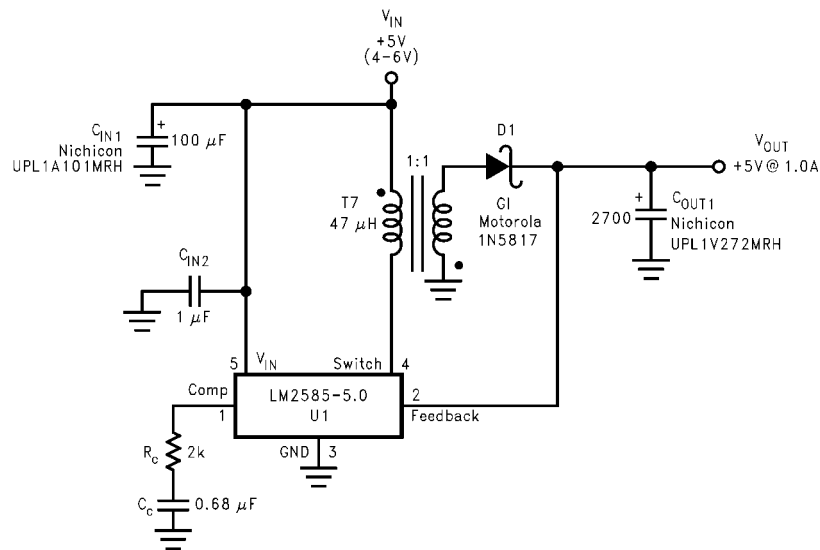 V_IN
+5V
(4-6V)
C_IN1
Nichicon
UPL1A101MRH
+
100 μF
D1
1:1
V_OUT
+5V @ 1.0A
T7
47 μH
GI
Motorola
1N5817
+
2700
C_OUT1
Nichicon
UPL1V272MRH
C_IN2
1 μF
5
V_IN
Switch
4
Comp
1
LM2585-5.0
U1
2
Feedback
GND
3
R_c
2k
C_c
0.68 μF